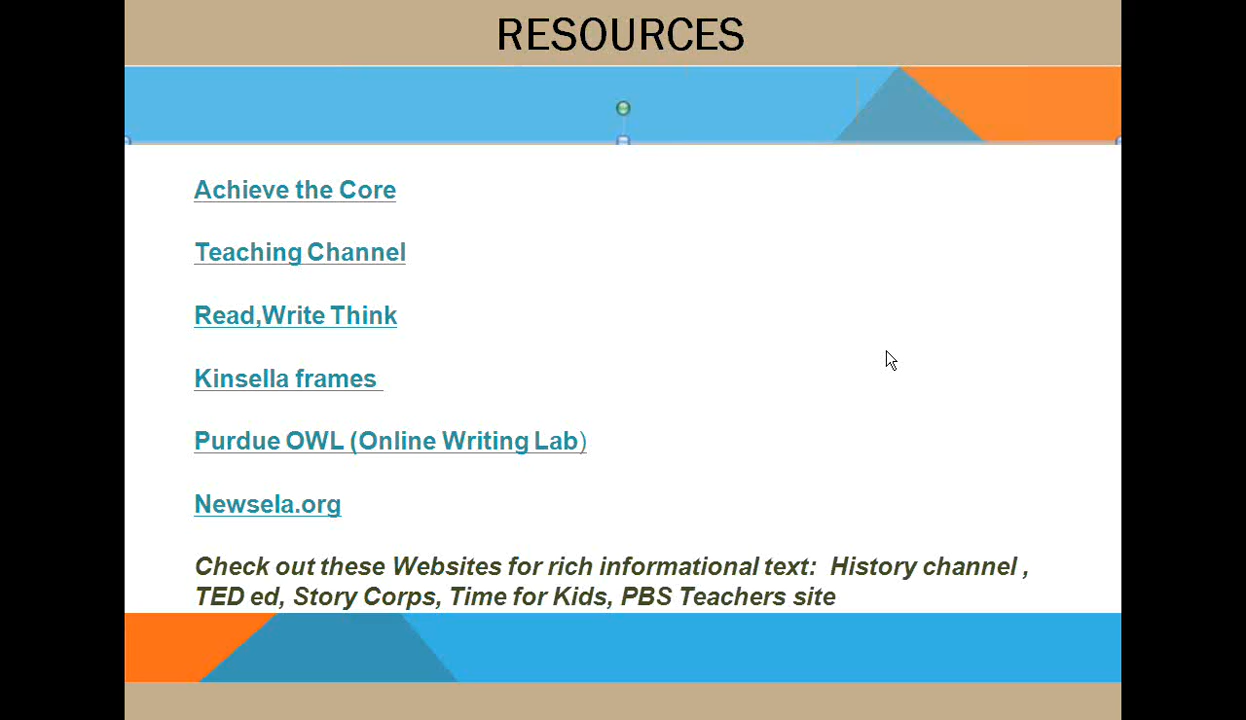 RESOURCES
Achieve the Core
Teaching Channel
Read,Write Think
Kinsella frames
Purdue OWL (Online Writing Lab)
Newsela.org
Check out these Websites for rich informational text:  History channel ,
TED ed, Story Corps, Time for Kids, PBS Teachers site